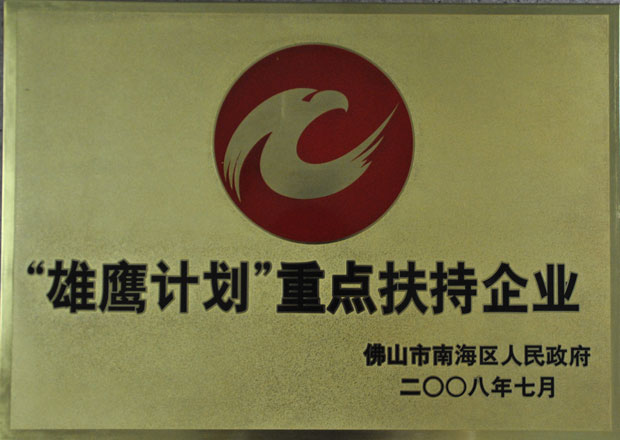 “雄鹰计划”重点扶持企业
佛山市南海区人民政府
二〇〇八年七月